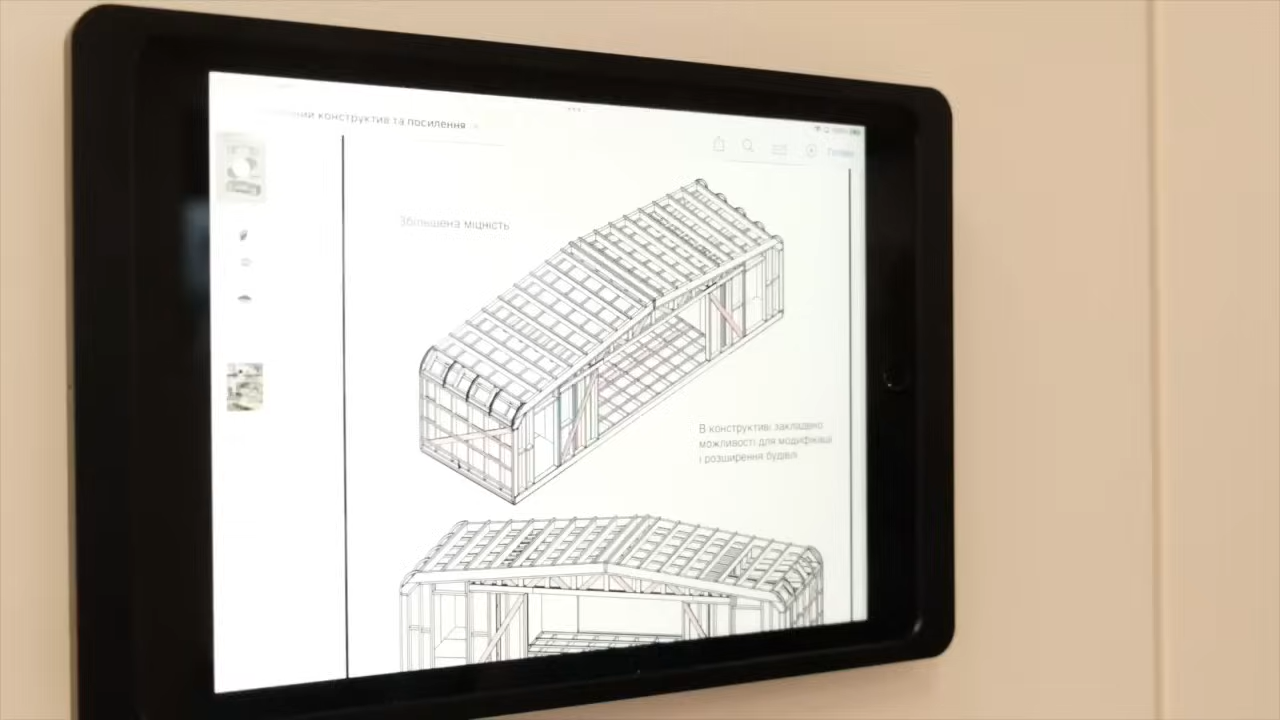 конструктив та посилення
Збільшена міцність
В конструктиві закладено
можливості для модифікації
і розширення будівлі